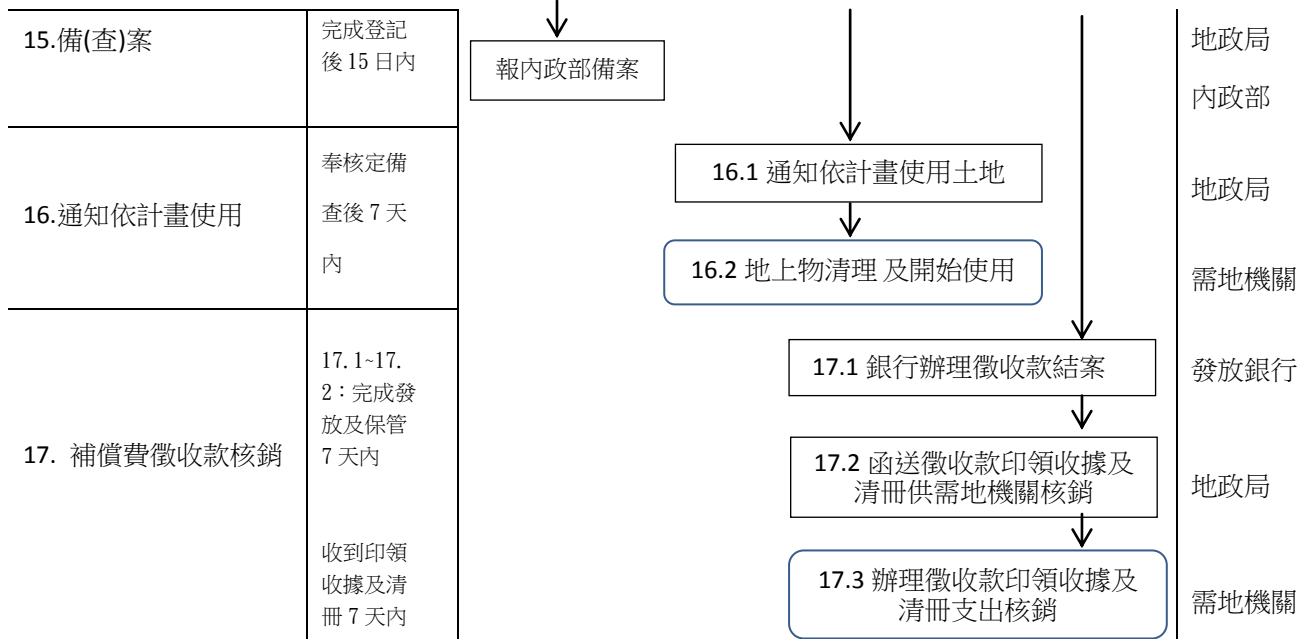 15.備(查)案
完成登記
後 15 日內
報內政部備案
地政局
內政部
16.通知依計畫使用
奉核定備
查後 7 天
內
16.1 通知依計畫使用土地
地政局
16.2 地上物清理 及開始使用
需地機關
17. 補償費徵收款核銷
17.1~17.
2：完成發
放及保管
7 天內
收到印領
收據及清
冊 7 天內
17.1 銀行辦理徵收款結案
發放銀行
17.2 函送徵收款印領收據及
清冊供需地機關核銷
地政局
17.3 辦理徵收款印領收據及
清冊支出核銷
需地機關